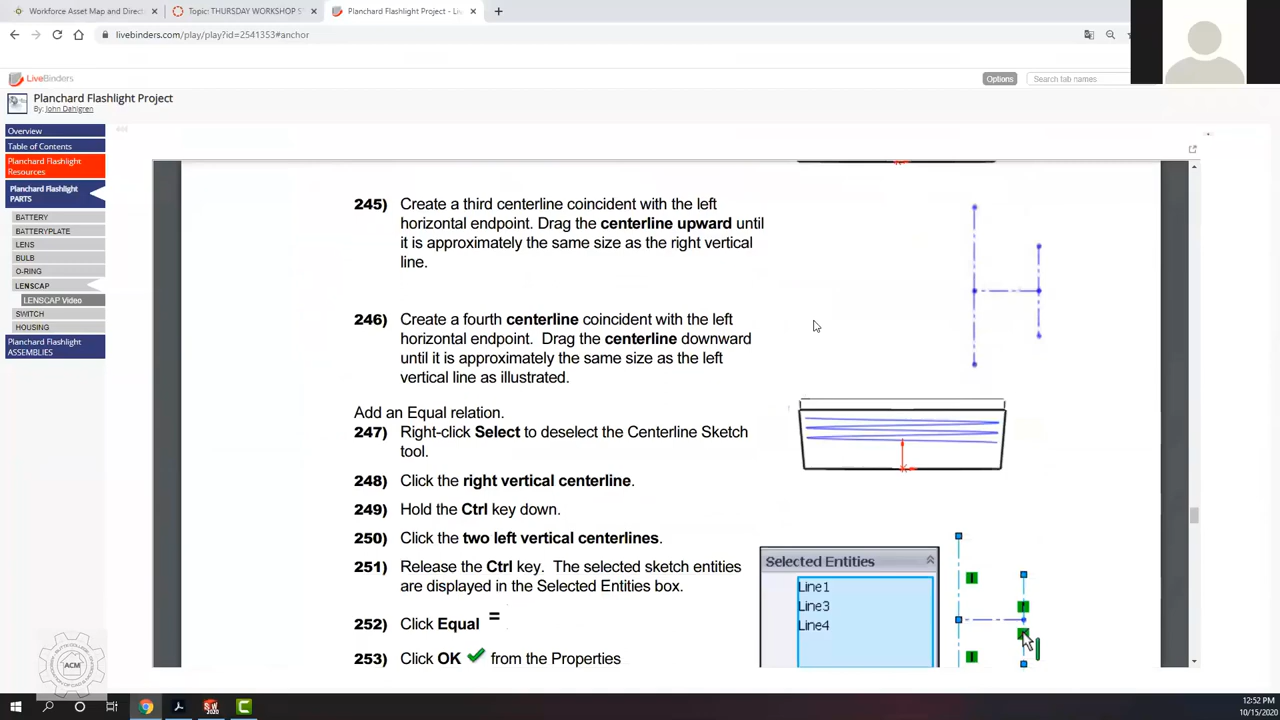 Workforce Asset Map and Direct
Topic: THURSDAY WORKSHOP S
Planchard Flashlight Project
livebinders.com/play/play?id=2541353#anchor
LiveBinders
Options
Search tab names
Planchard Flashlight Project
By: John Dahlgren
Overview
Table of Contents
Planchard Flashlight
Resources
Planchard Flashlight
PARTS
BATTERY
BATTERYPLATE
LENS
BULB
O-RING
LENSCAP
LENSCAP Video
SWITCH
HOUSING
Planchard Flashlight
ASSEMBLIES
245) Create a third centerline coincident with the left
horizontal endpoint. Drag the centerline upward until
it is approximately the same size as the right vertical
line.
246) Create a fourth centerline coincident with the left
horizontal endpoint. Drag the centerline downward
until it is approximately the same size as the left
vertical line as illustrated.
Add an Equal relation.
247) Right-click Select to deselect the Centerline Sketch
tool.
248) Click the right vertical centerline.
249) Hold the Ctrl key down.
250) Click the two left vertical centerlines.
251) Release the Ctrl key. The selected sketch entities
are displayed in the Selected Entities box.
252) Click Equal =
253) Click OK from the Properties
Selected Entities
Line1
Line3
Line4
ACM
12:52 PM
10/15/2020